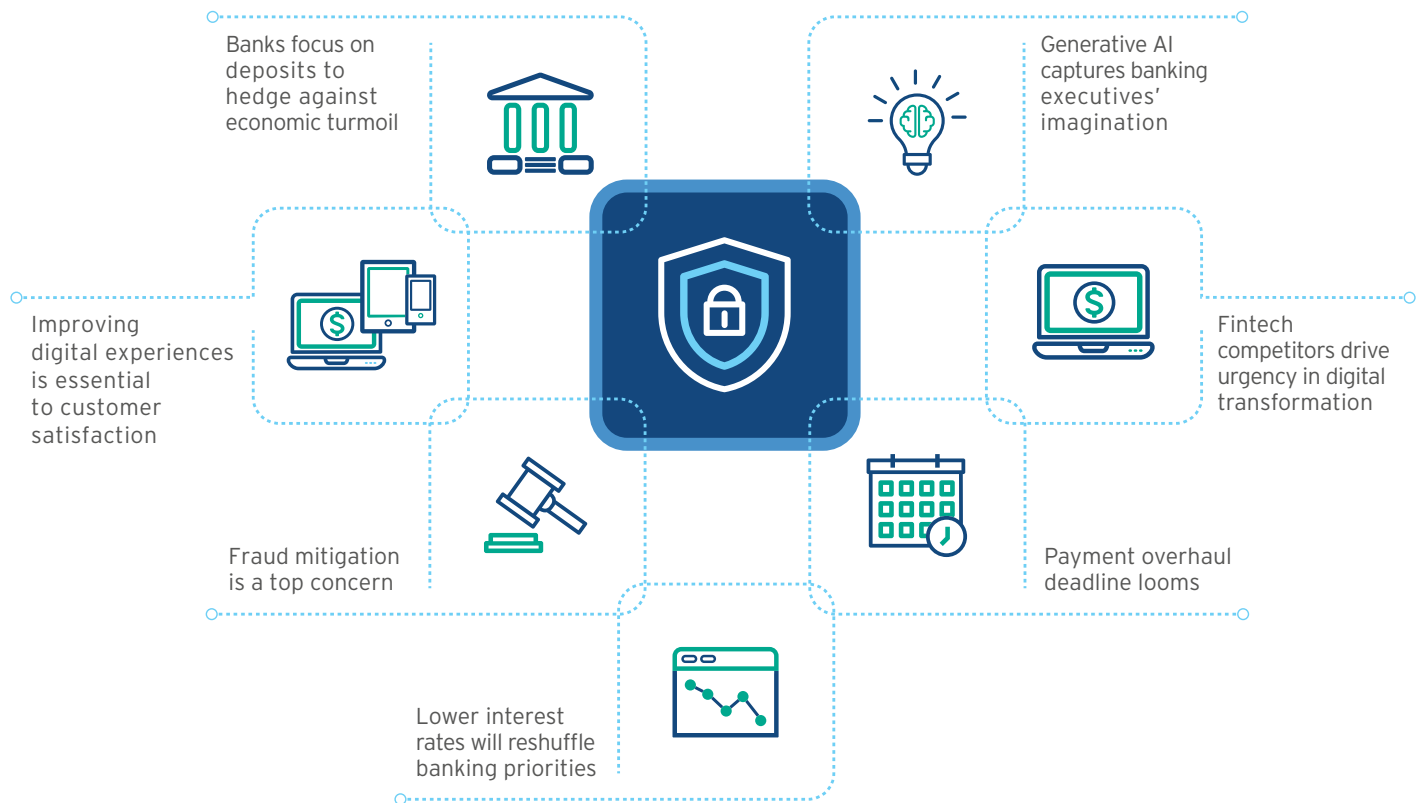 Banks focus on
deposits to
hedge against
economic turmoil
Generative AI
captures banking
executives’
imagination
Improving
digital experiences
is essential
to customer
satisfaction
Fintech
competitors drive
urgency in digital
transformation
Fraud mitigation
is a top concern
Payment overhaul
deadline looms
Lower interest
rates will reshuffle
banking priorities
$
$